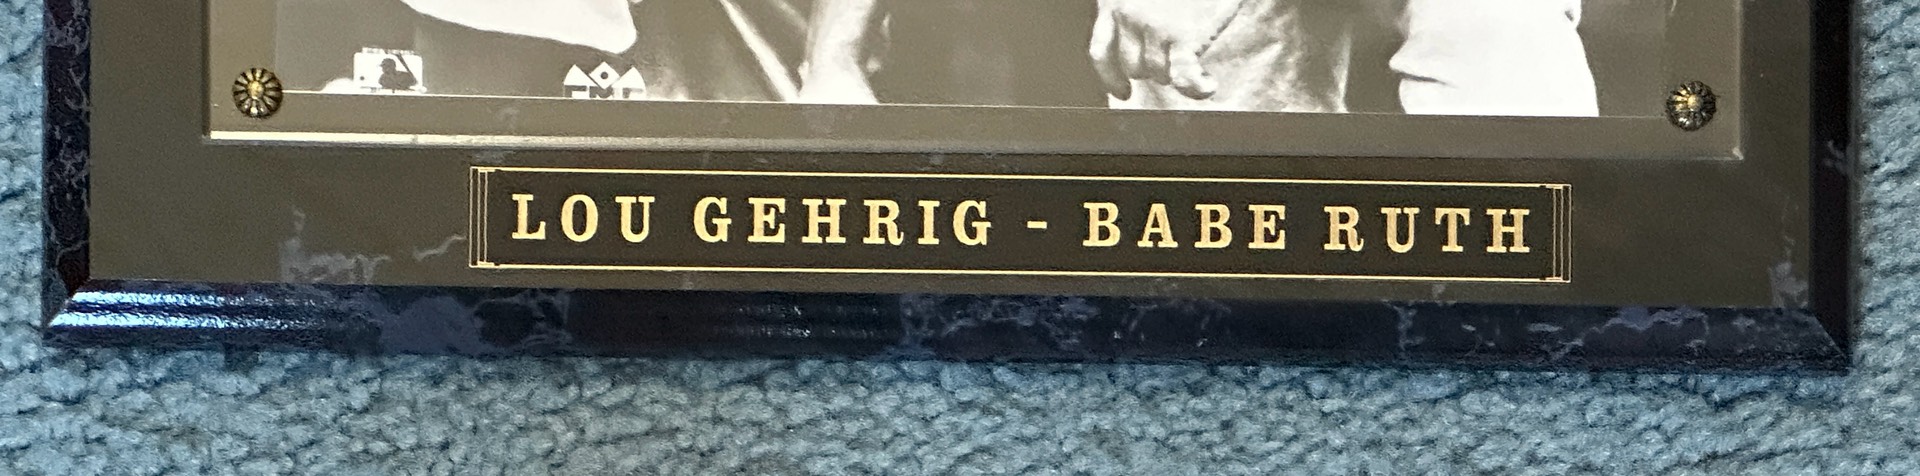 LOU GEHRIG - BABE RUTH